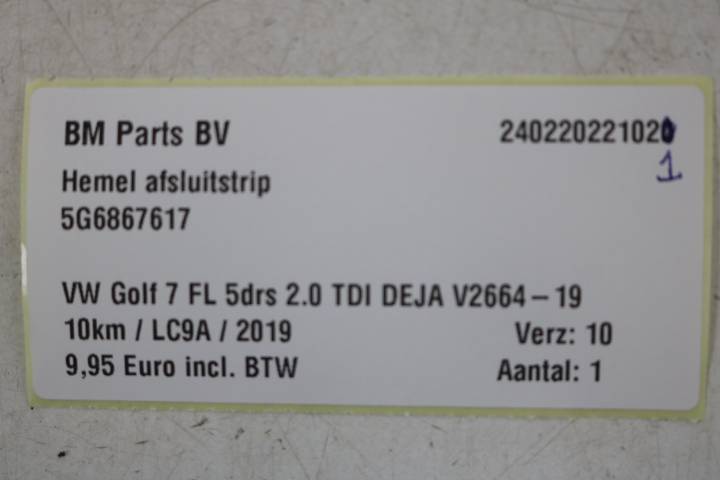 BM Parts BV 240220221020
1
Hemel afsluitstrip
5G6867617
VW Golf 7 FL 5drs 2.0 TDI DEJA V2664-19
10km / LC9A / 2019 Verz: 10
9,95 Euro incl. BTW Aantal: 1